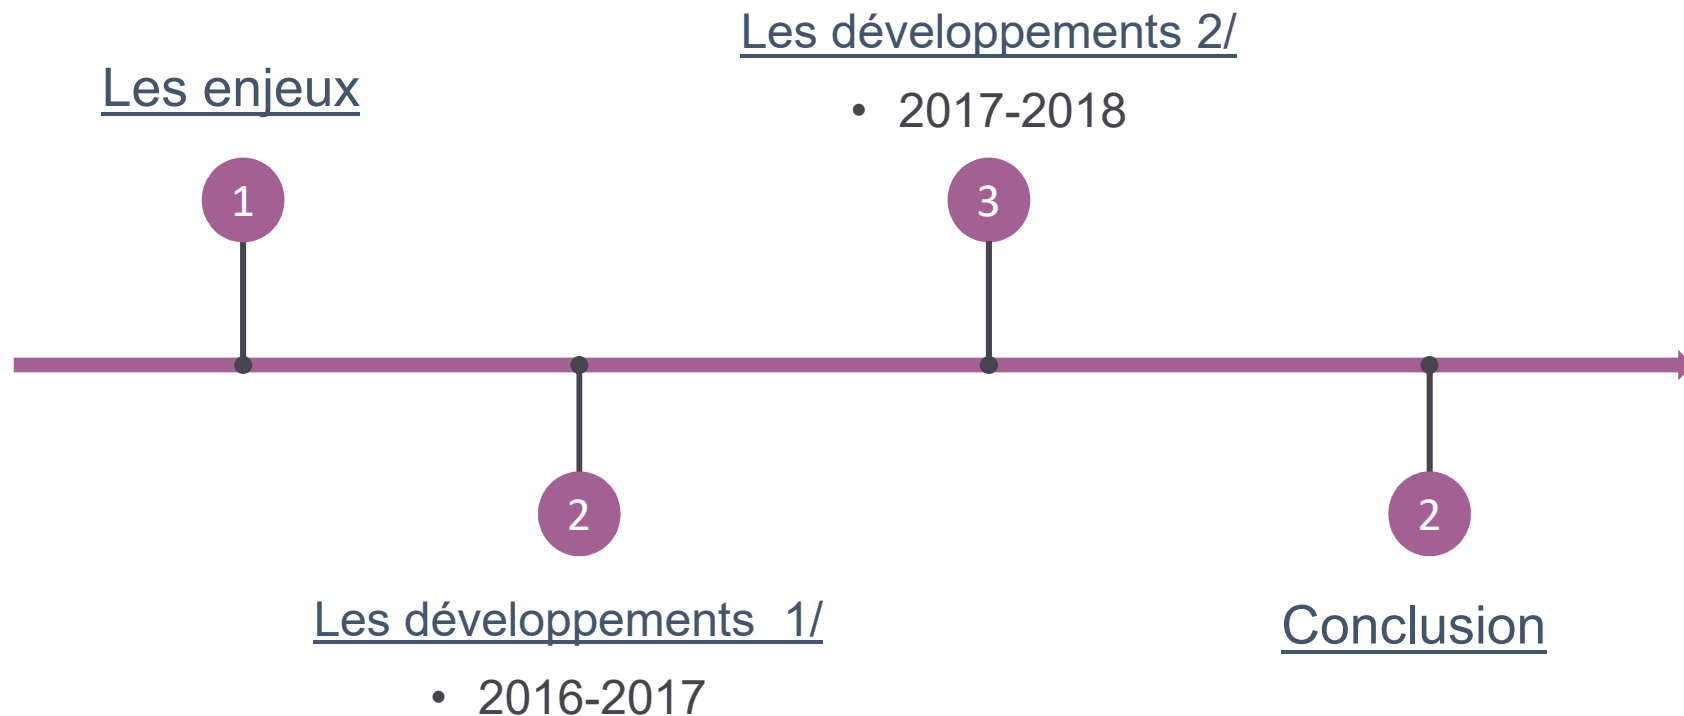 Les enjeux
1
Les développements 1/
• 2016-2017
2
Les développements 2/
• 2017-2018
3
Conclusion
2